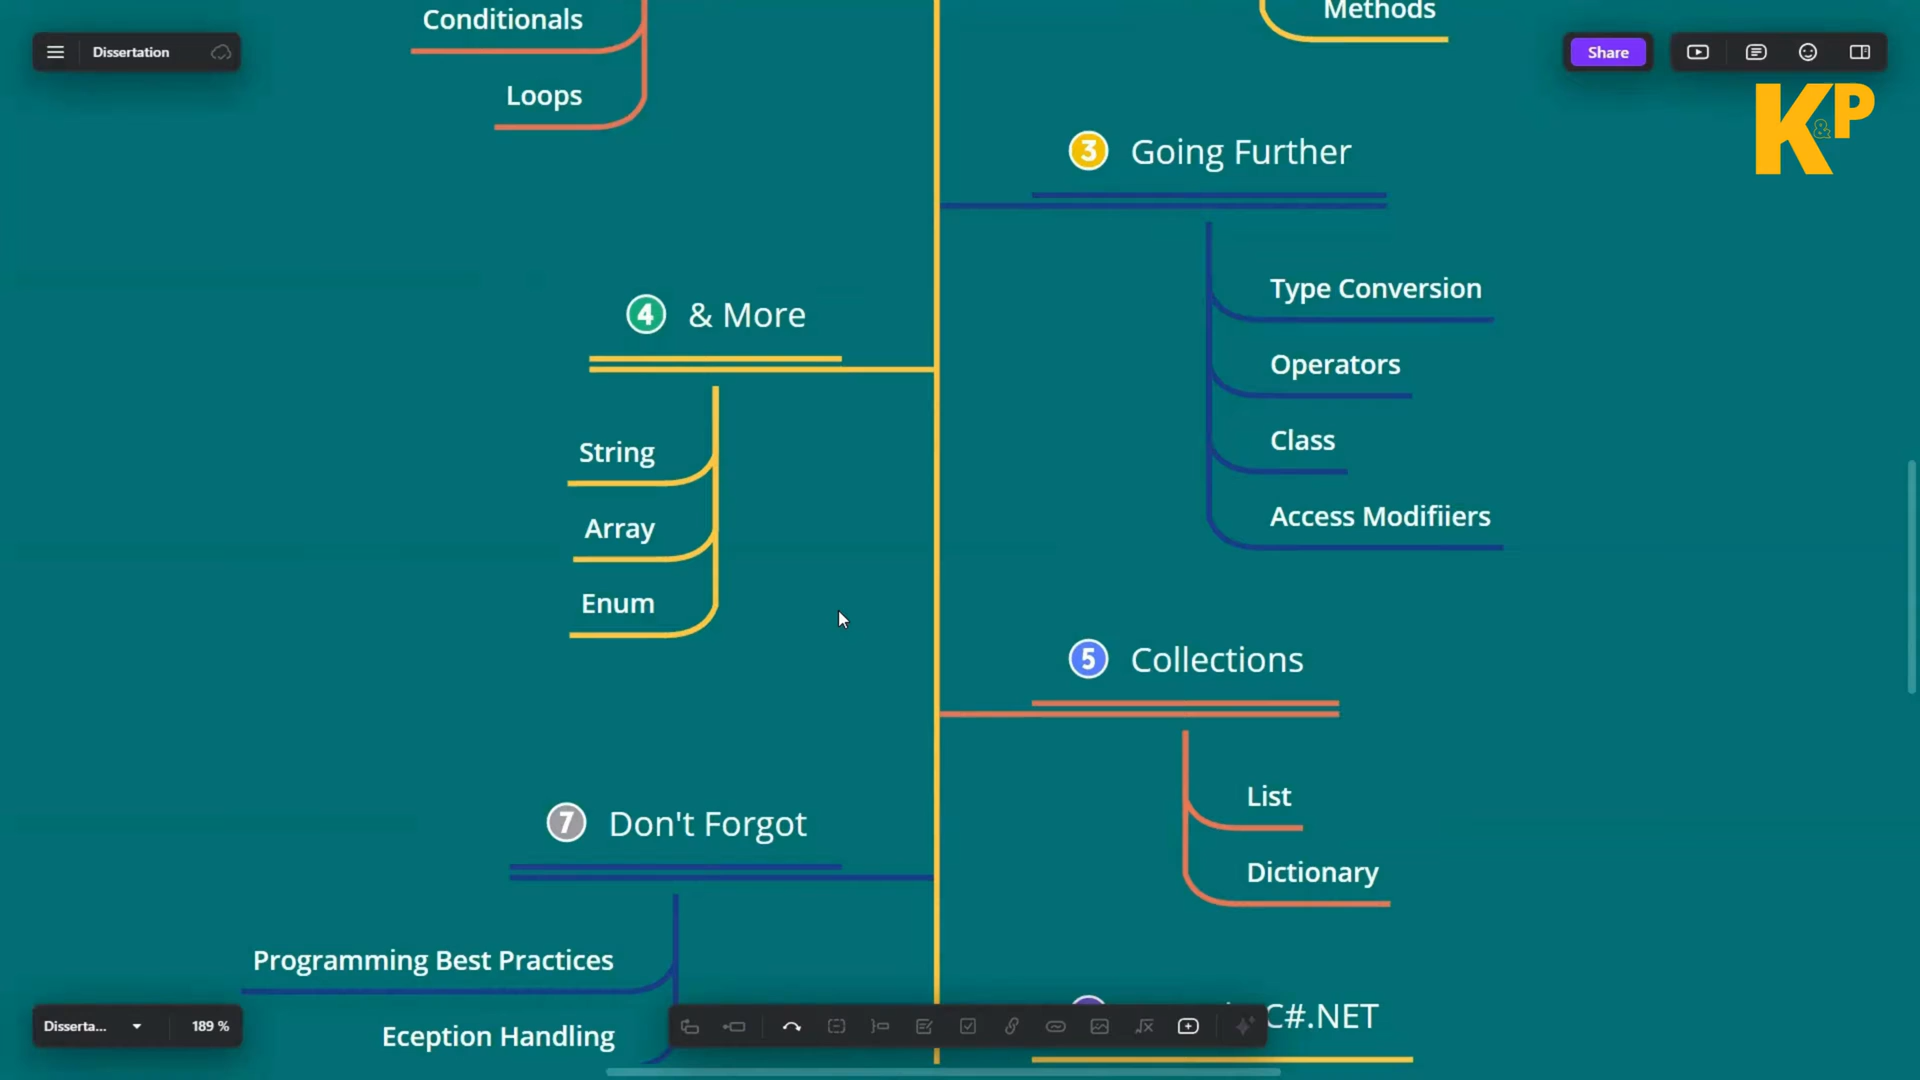 Conditionals
Loops
Methods
Dissertation
Share
K&P
3 Going Further
Type Conversion
Operators
Class
Access Modifiiers
4 & More
String
Array
Enum
5 Collections
List
Dictionary
7 Don't Forgot
Programming Best Practices
Eception Handling
C#.NET
Disserta...
189 %